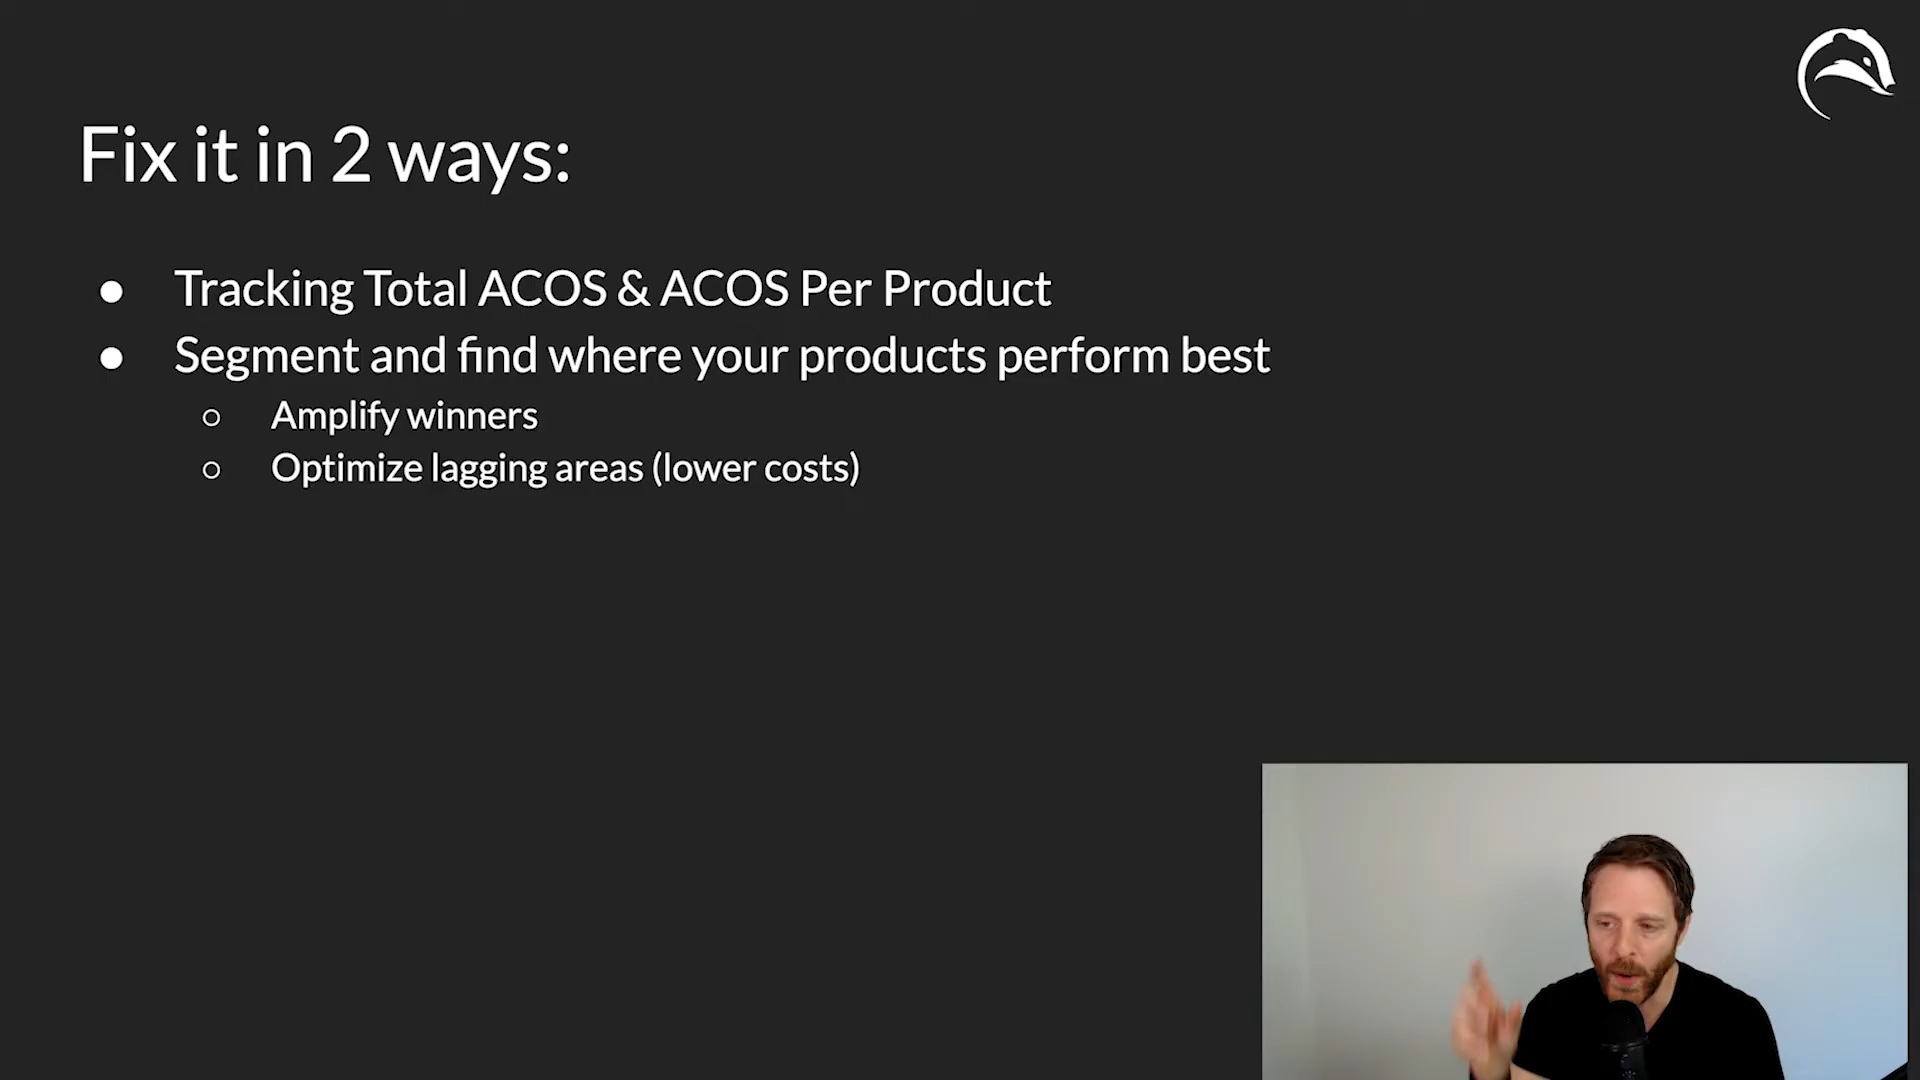 Fix it in 2 ways:
● Tracking Total ACOS & ACOS Per Product
● Segment and find where your products perform best
○ Amplify winners
○ Optimize lagging areas (lower costs)